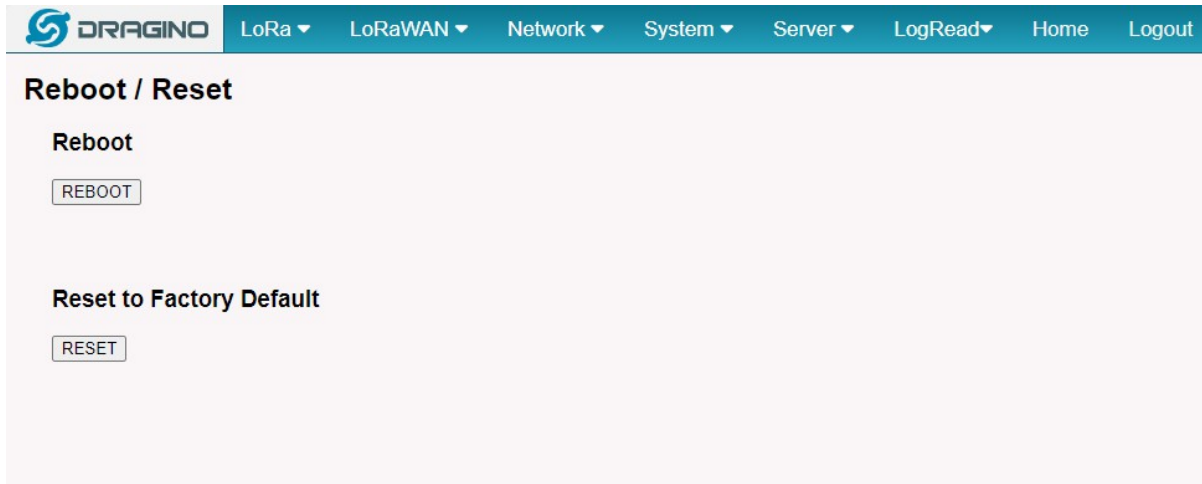 DRAGINO LoRa LoRaWAN Network System Server LogRead Home Logout
Reboot / Reset
Reboot
REBOOT
Reset to Factory Default
RESET